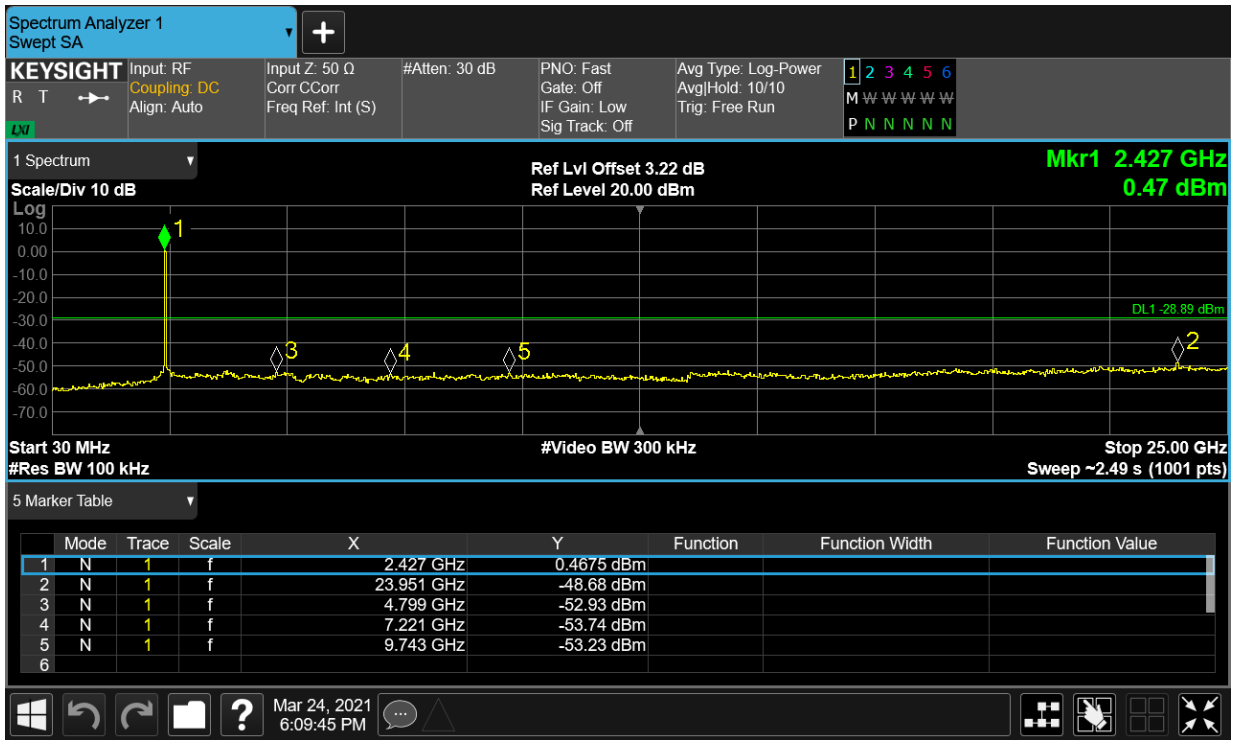 Spectrum Analyzer 1
Swept SA
KEYSIGHT
R T
LXI
Input: RF
Coupling: DC
Align: Auto
Input Z: 50 Ω
Corr CCorr
Freq Ref: Int (S)
#Atten: 30 dB
PNO: Fast
Gate: Off
IF Gain: Low
Sig Track: Off
Avg Type: Log-Power
Avg|Hold: 10/10
Trig: Free Run
1 2 3 4 5 6
M W W W W W
P N N N N N
1 Spectrum
Scale/Div 10 dB
Ref Lvl Offset 3.22 dB
Ref Level 20.00 dBm
Mkr1 2.427 GHz
0.47 dBm
Log
10.0
0.00
-10.0
-20.0
-30.0
-40.0
-50.0
-60.0
-70.0
1
DL1 -28.89 dBm
3
4
5
2
Start 30 MHz
#Res BW 100 kHz
#Video BW 300 kHz
Stop 25.00 GHz
Sweep ~2.49 s (1001 pts)
5 Marker Table
Mode Trace Scale X Y Function Function Width Function Value
1 N 1 f 2.427 GHz 0.4675 dBm
2 N 1 f 23.951 GHz -48.68 dBm
3 N 1 f 4.799 GHz -52.93 dBm
4 N 1 f 7.221 GHz -53.74 dBm
5 N 1 f 9.743 GHz -53.23 dBm
6
?
Mar 24, 2021
6:09:45 PM